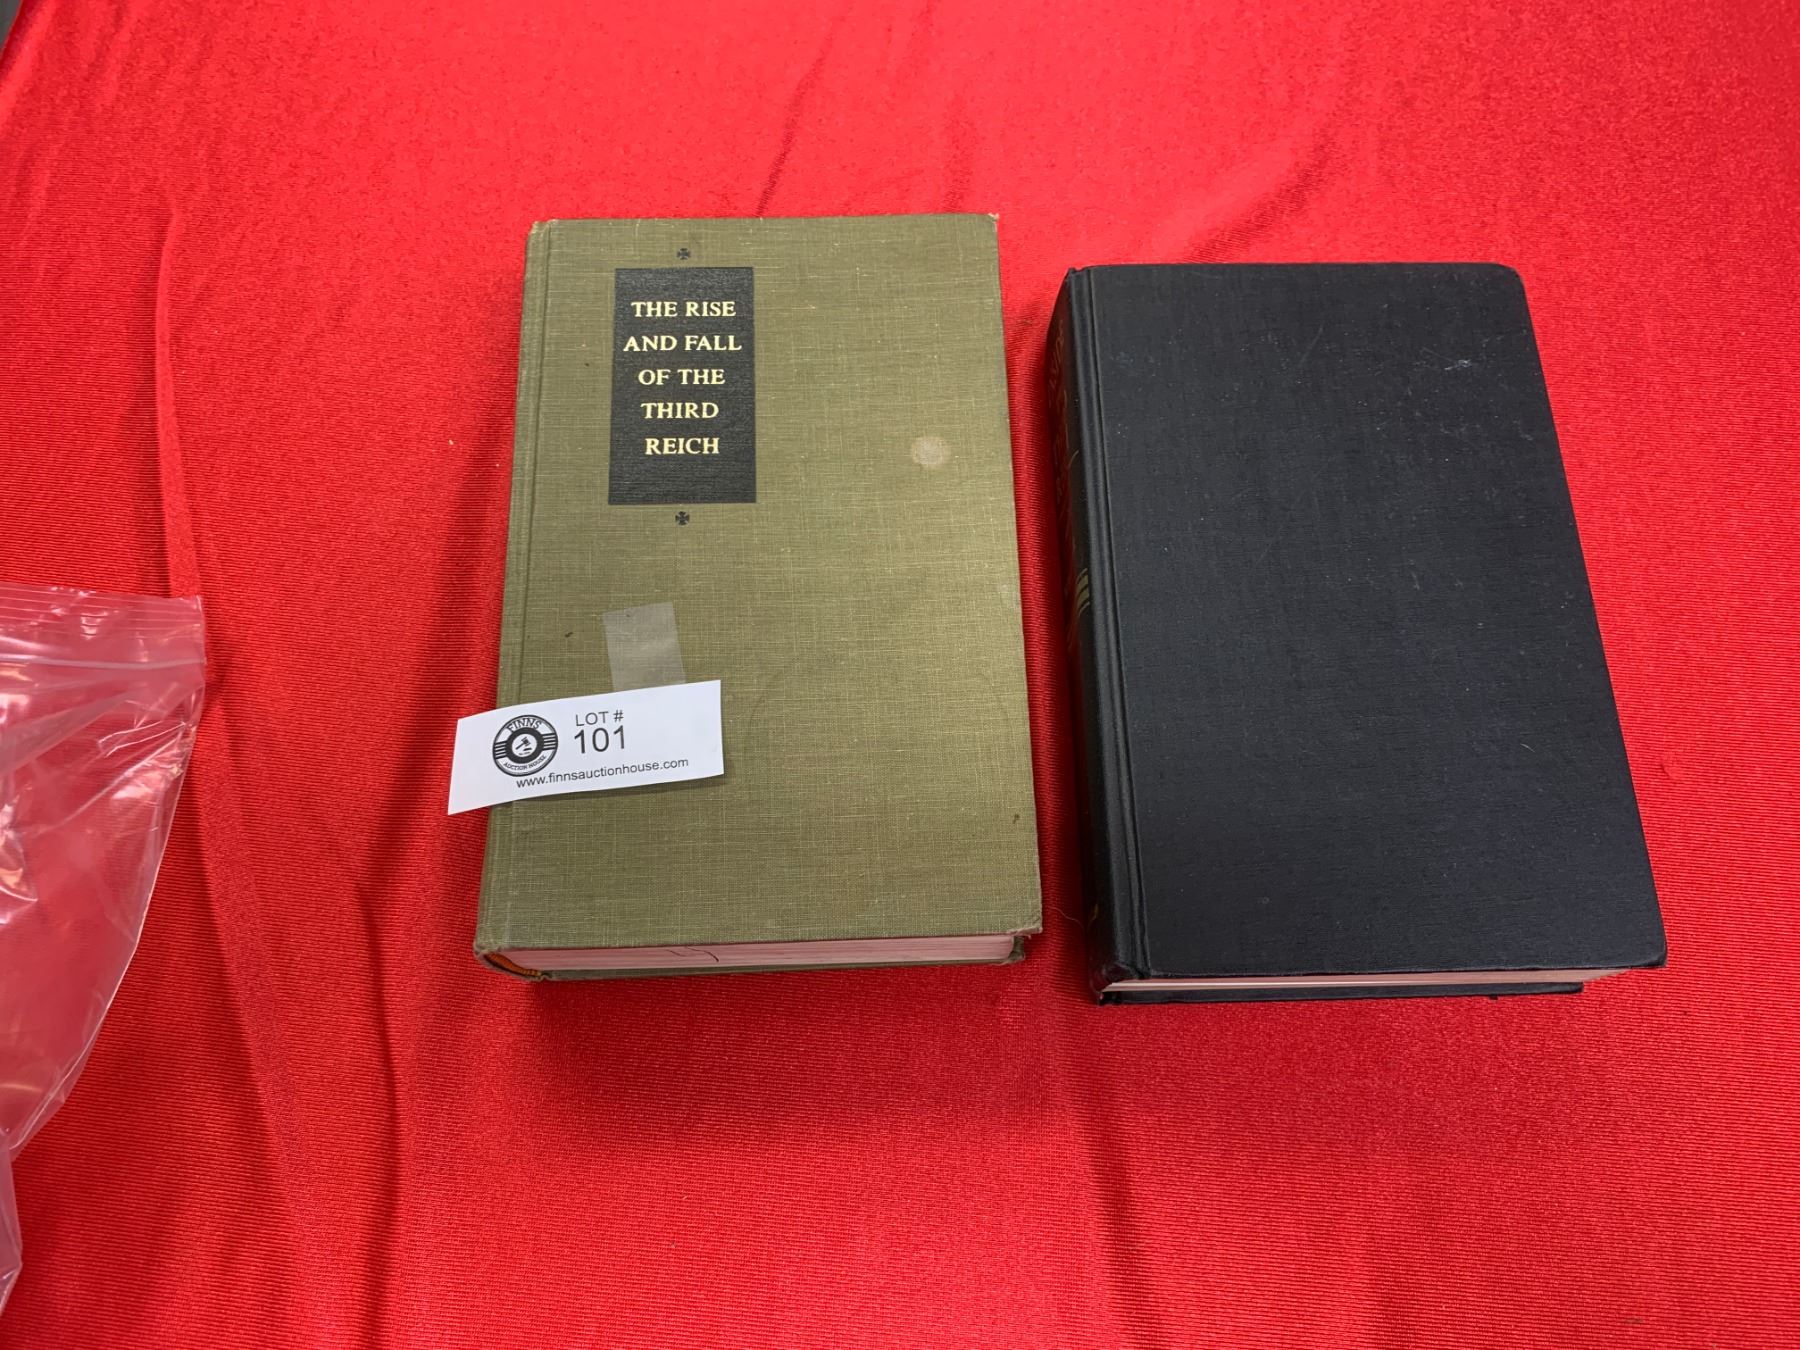 THE RISE
AND FALL
OF THE
THIRD
REICH
FINNS
AUCTION HOUSE
LOT #
101
www.finnsauctionhouse.com